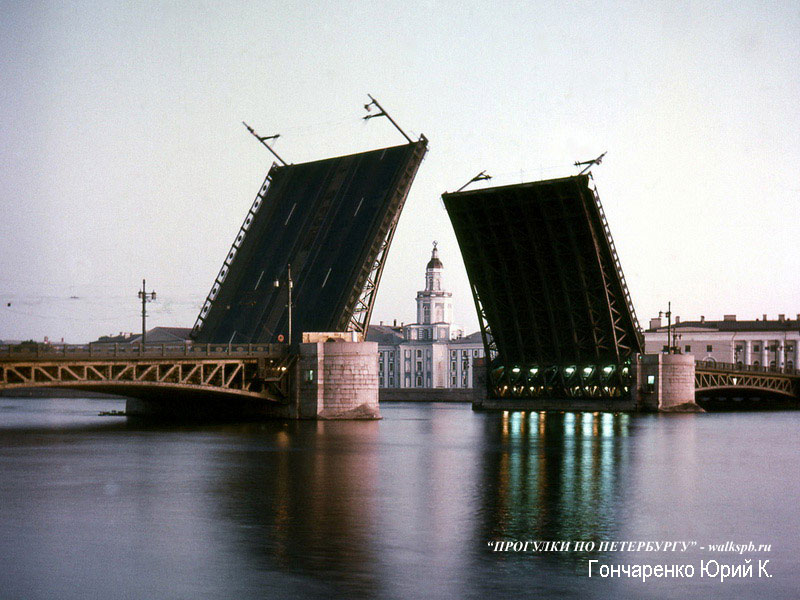 “ПРОГУЛКИ ПО ПЕТЕРБУРГУ” - walkspb.ru
Гончаренко Юрий К.